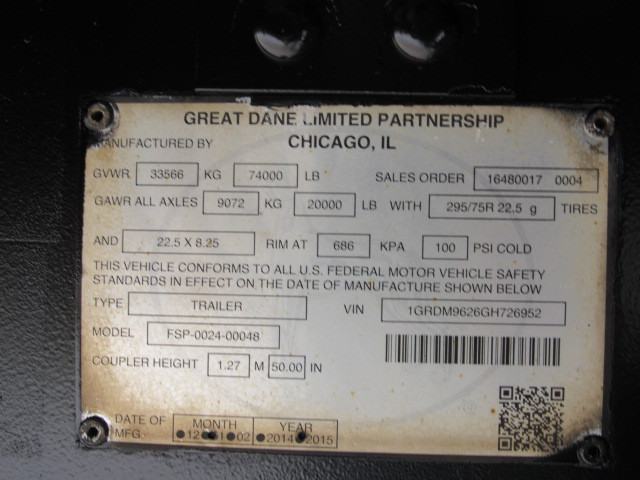 GREAT DANE LIMITED PARTNERSHIP
MANUFACTURED BY CHICAGO, IL
GVWR 33566 KG 74000 LB SALES ORDER 16480017 0004
GAWR ALL AXLES 9072 KG 20000 LB WITH 295/75R 22.5 g TIRES
AND 22.5 X 8.25 RIM AT 686 KPA 100 PSI COLD
THIS VEHICLE CONFORMS TO ALL U.S. FEDERAL MOTOR VEHICLE SAFETY
STANDARDS IN EFFECT ON THE DATE OF MANUFACTURE SHOWN BELOW
TYPE TRAILER VIN 1GRDM9626GH726952
MODEL FSP-0024-00048
COUPLER HEIGHT 1.27 M 50.00 IN
DATE OF MONTH YEAR
MFG. 12 02 2014 2015